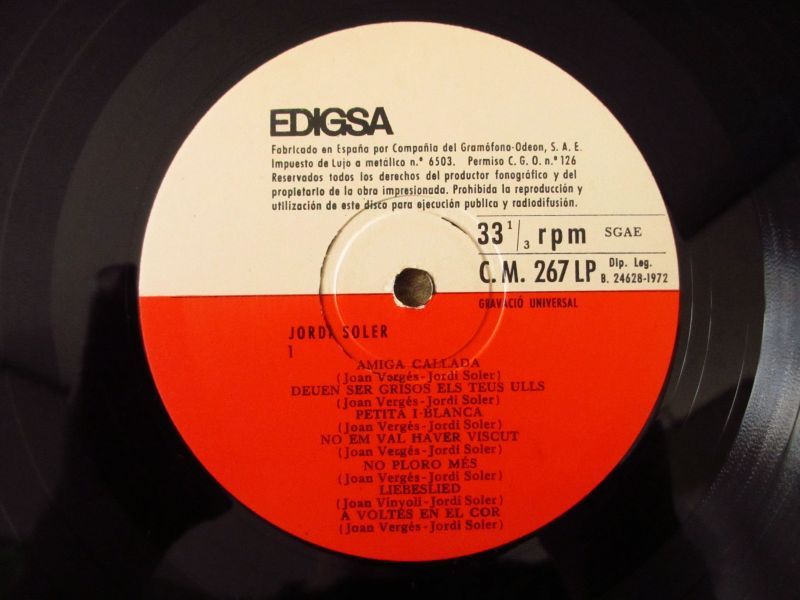 EDIGSA
Fabricado en España por Compañia del Gramófono-Odeon, S. A. E.
Impuesto de Lujo a metálico n.º 6503. Permiso C. G. O. n.º 126
Reservados todos los derechos del productor fonográfico y del
propietario de la obra impresionada. Prohibida la reproducción y
utilización de este disco para ejecución publica y radiodifusión.
33 1/3 rpm SGAE
C. M. 267 LP Dip. Leg. B. 24628-1972
GRAVACIÓ UNIVERSAL
JORDI SOLER
1
AMIGA CALLADA
(Joan Vergés-Jordi Soler)
DEUEN SER GRISOS ELS TEUS ULLS
(Joan Vergés-Jordi Soler)
PETITA I BLANCA
(Joan Vergés-Jordi Soler)
NO EM VAL HAVER VISCUT
(Joan Vergés-Jordi Soler)
NO PLORO MÉS
(Joan Vergés-Jordi Soler)
LIEBESLIED
(Joan Vinyoli-Jordi Soler)
A VOLTES EN EL COR
(Joan Vergés-Jordi Soler)